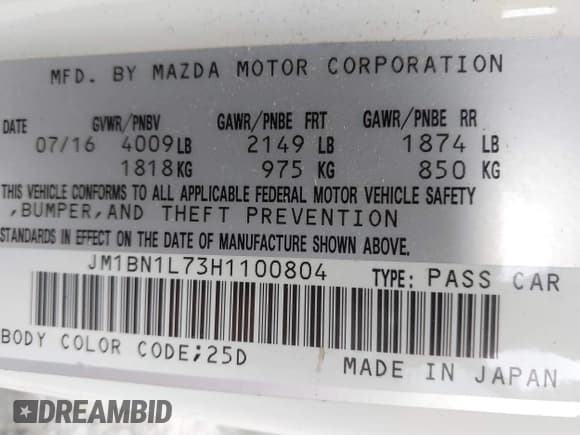 MFD. BY MAZDA MOTOR CORPORATION
DATE GVWR/PNBV GAWR/PNBE FRT GAWR/PNBE RR
07/16 4009LB 2149 LB 1874 LB
1818KG 975 KG 850 KG
THIS VEHICLE CONFORMS TO ALL APPLICABLE FEDERAL MOTOR VEHICLE SAFETY
,BUMPER,AND THEFT PREVENTION
STANDARDS IN EFFECT ON THE DATE OF MANUFACTURE SHOWN ABOVE.
JM1BN1L73H1100804 TYPE: PASS CAR
BODY COLOR CODE;25D MADE IN JAPAN
DREAMBID